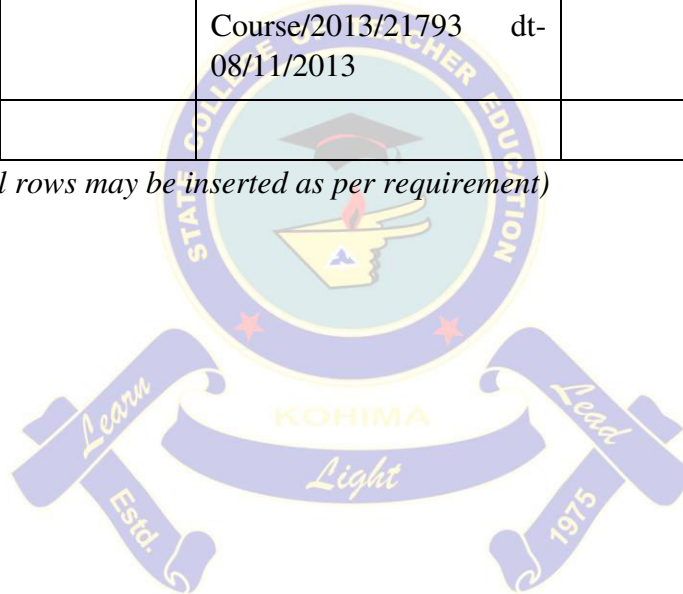 Course/2013/21793 dt-
08/11/2013
l rows may be inserted as per requirement)
STATE COLLEGE OF TEACHER EDUCATION
KOHIMA
Learn
Light
Lead
Estd.
1975